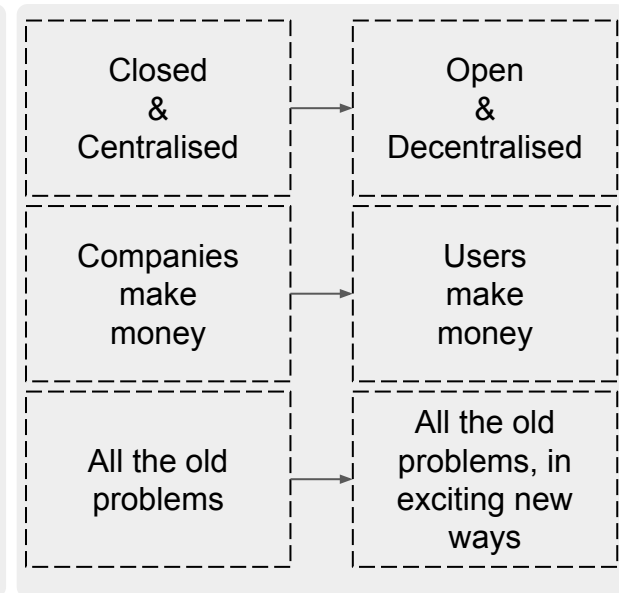 Closed
&
Centralised
Open
&
Decentralised
Companies
make
money
Users
make
money
All the old
problems
All the old
problems, in
exciting new
ways